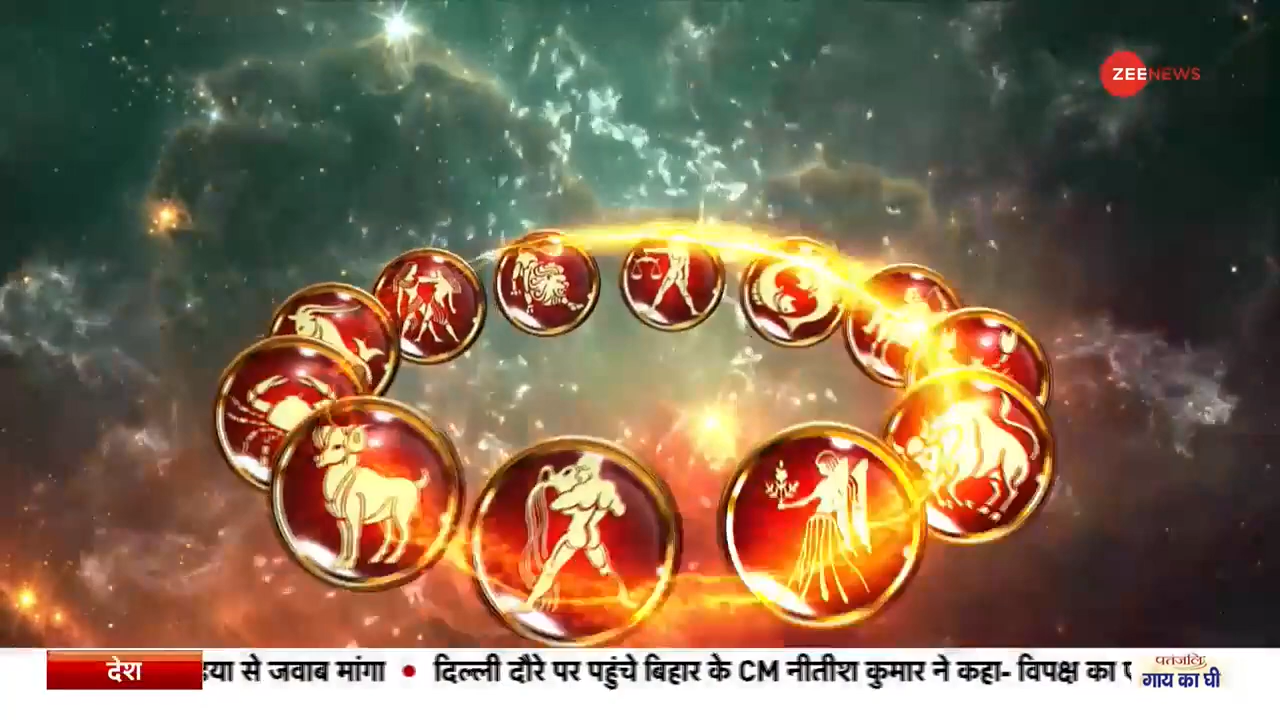 ZEENEWS
देश
से जवाब मांगा • दिल्ली दौरे पर पहुंचे बिहार के CM नीतीश कुमार ने कहा- विपक्ष का
पतंजलि
गाय का घी